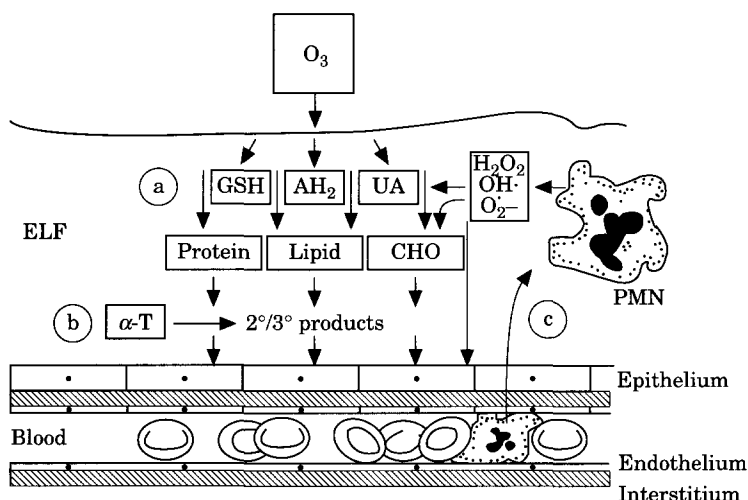 O₃
a
GSH
AH₂
UA
H₂O₂
OH·
O₂·–
ELF
Protein
Lipid
CHO
PMN
b
α-T
2°/3° products
c
Epithelium
Blood
Endothelium
Interstitium